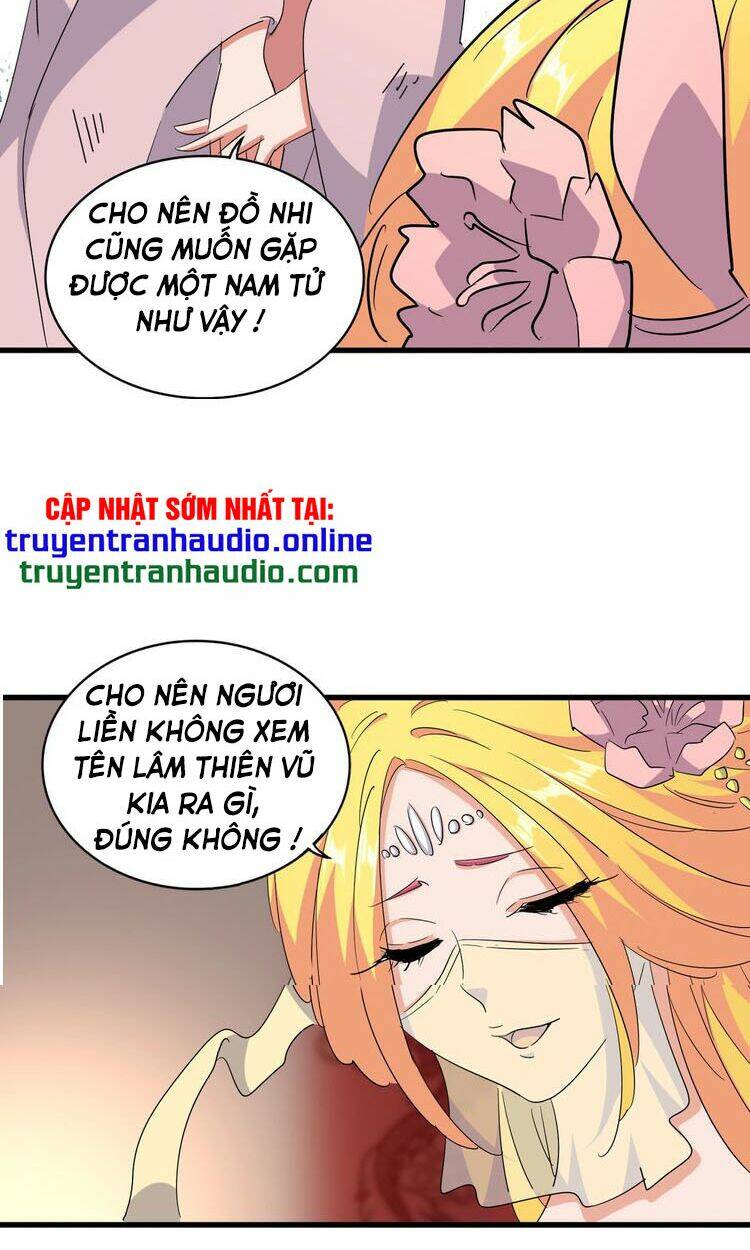 CHO NÊN ĐỒ NHI
CŨNG MUỐN GẶP
ĐƯỢC MỘT NAM TỬ
NHƯ VẬY !
CẬP NHẬT SỚM NHẤT TẠI:
truyentranhaudio.online
truyentranhaudio.com
CHO NÊN NGƯƠI
LIỀN KHÔNG XEM
TÊN LÂM THIÊN VŨ
KIA RA GÌ,
ĐÚNG KHÔNG !